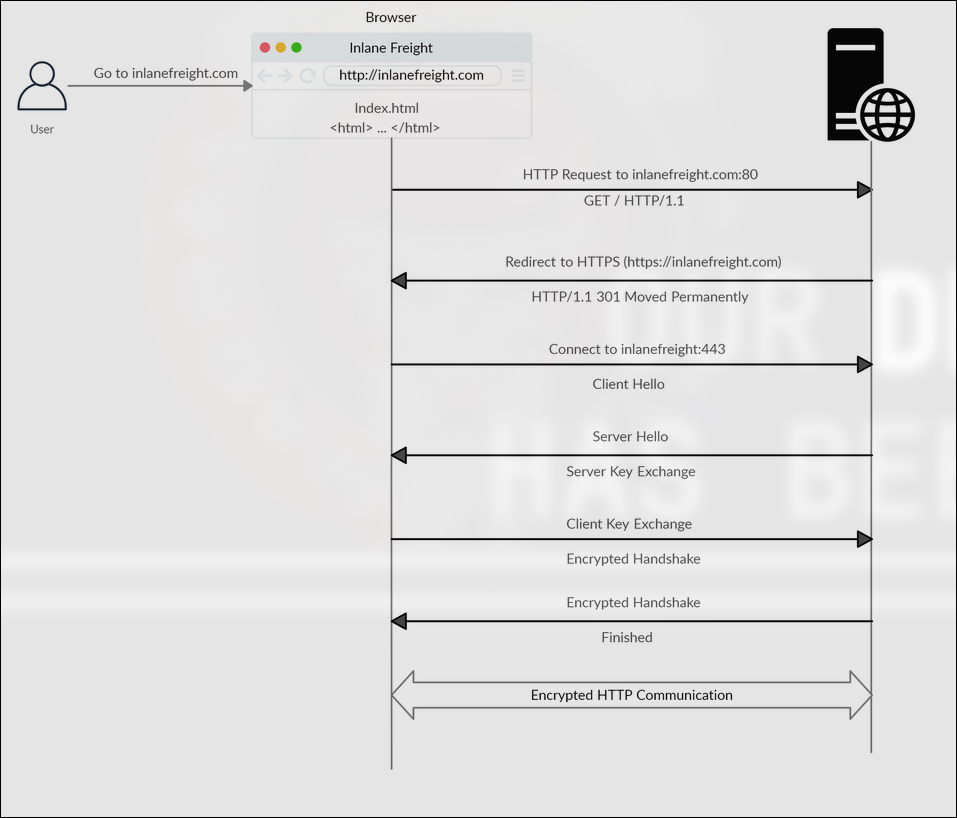 Browser
Inlane Freight
Go to inlanefreight.com
http://inlanefreight.com
User
Index.html
<html> ... </html>
HTTP Request to inlanefreight.com:80
GET / HTTP/1.1
Redirect to HTTPS (https://inlanefreight.com)
HTTP/1.1 301 Moved Permanently
Connect to inlanefreight:443
Client Hello
Server Hello
Server Key Exchange
Client Key Exchange
Encrypted Handshake
Encrypted Handshake
Finished
Encrypted HTTP Communication